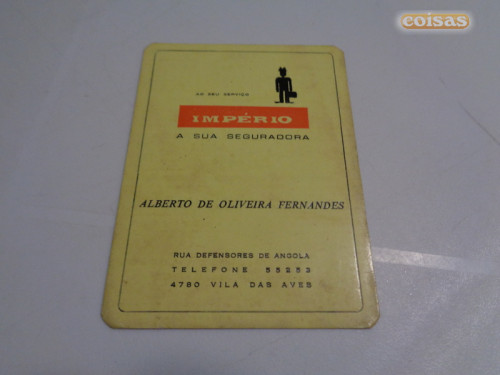 coisas
AO SEU SERVIÇO
IMPÉRIO
A SUA SEGURADORA
ALBERTO DE OLIVEIRA FERNANDES
RUA DEFENSORES DE ANGOLA
TELEFONE 55253
4780 VILA DAS AVES